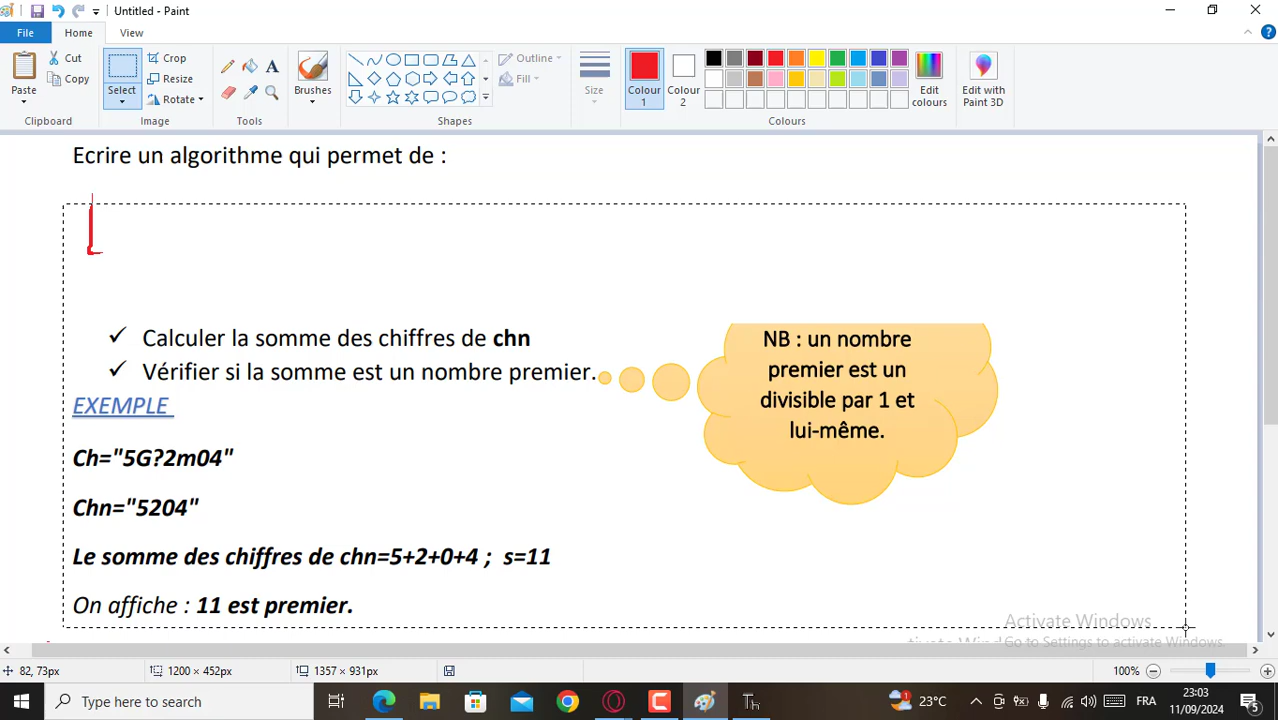 Untitled - Paint
File
Home
View
Paste
Cut
Copy
Clipboard
Select
Crop
Resize
Rotate
Image
Tools
Brushes
Outline
Fill
Shapes
Size
Colour 1
Colour 2
Edit colours
Edit with Paint 3D
Colours
Ecrire un algorithme qui permet de :
✓ Calculer la somme des chiffres de chn
✓ Vérifier si la somme est un nombre premier.
NB : un nombre
premier est un
divisible par 1 et
lui-même.
EXEMPLE
Ch="5G?2m04"
Chn="5204"
Le somme des chiffres de chn=5+2+0+4 ; s=11
On affiche : 11 est premier.
Activate Windows
Go to Settings to activate Windows.
82, 73px
1200 × 452px
1357 × 931px
100%
Type here to search
1
23°C
FRA
23:03
11/09/2024
5